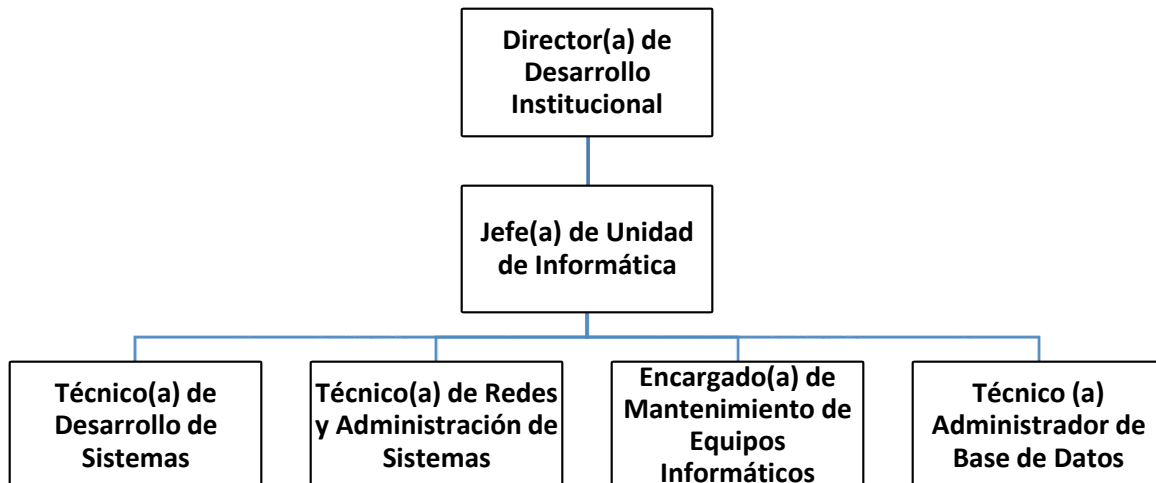 Director(a) de
Desarrollo
Institucional
Jefe(a) de Unidad
de Informática
Técnico(a) de
Desarrollo de
Sistemas
Técnico(a) de Redes
y Administración de
Sistemas
Encargado(a) de
Mantenimiento de
Equipos
Informáticos
Técnico (a)
Administrador de
Base de Datos